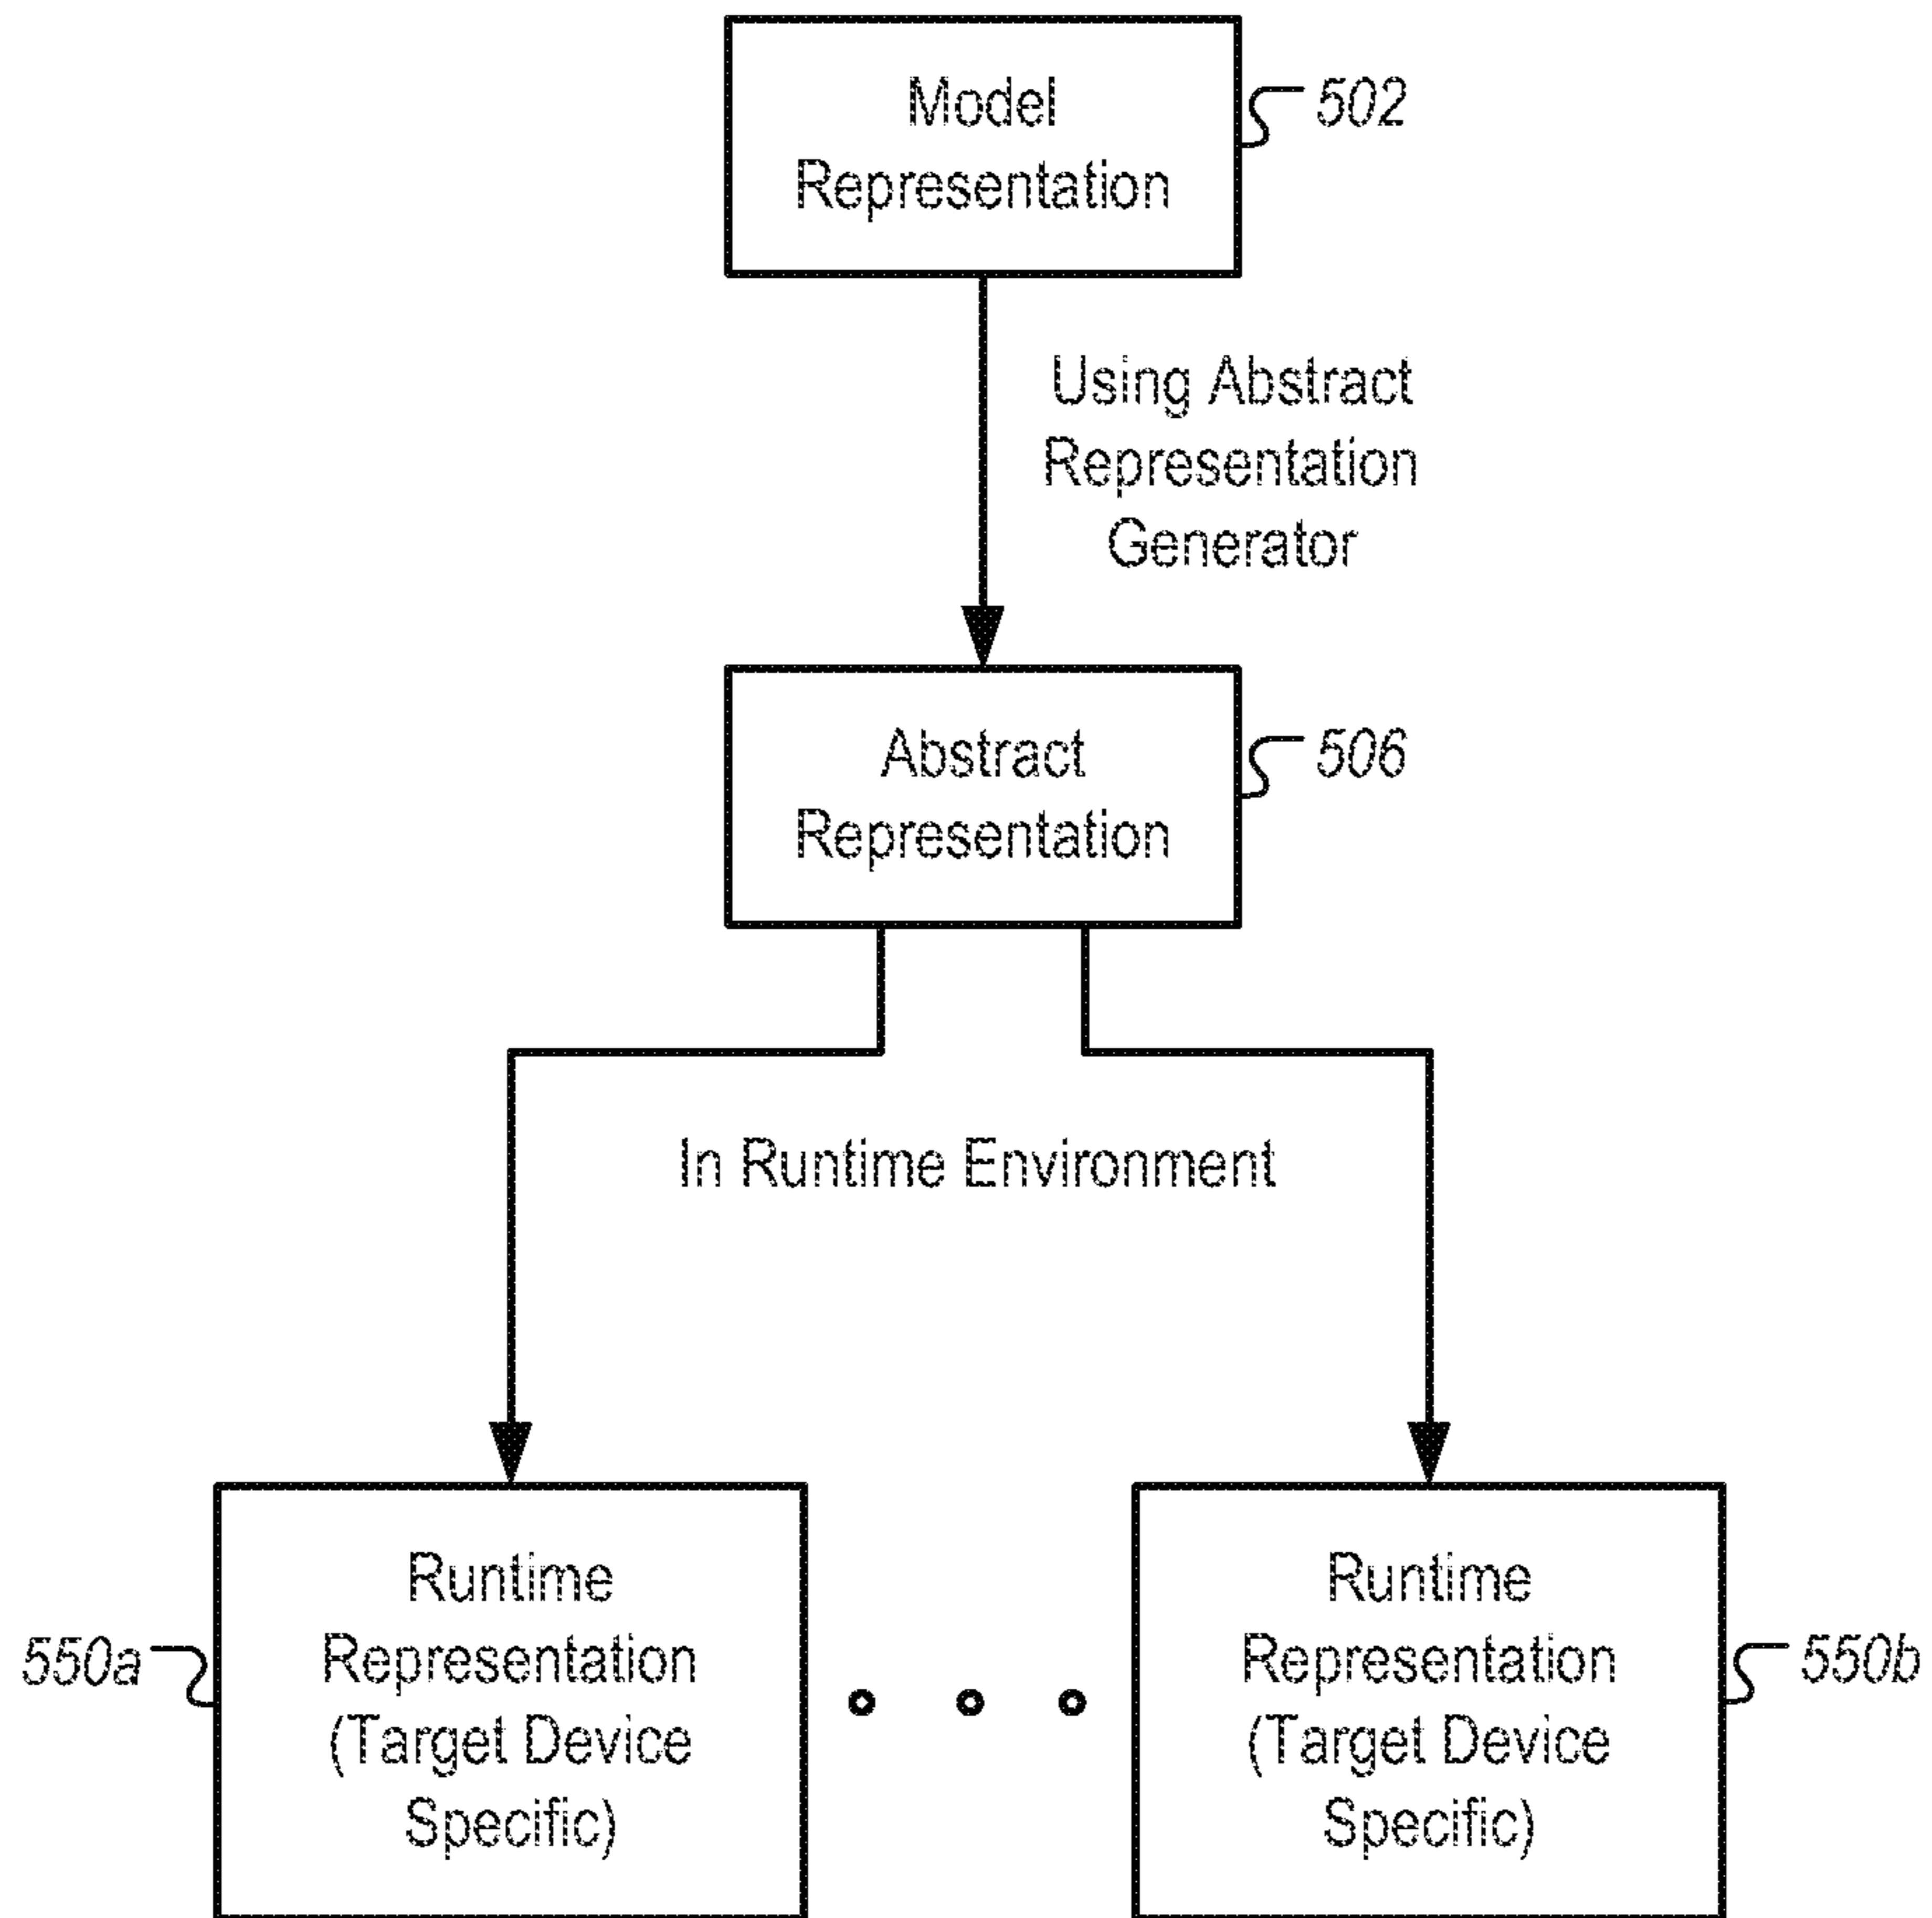 Model
Representation
502
Using Abstract
Representation
Generator
Abstract
Representation
506
In Runtime Environment
550a
Runtime
Representation
(Target Device
Specific)
Runtime
Representation
(Target Device
Specific)
550b